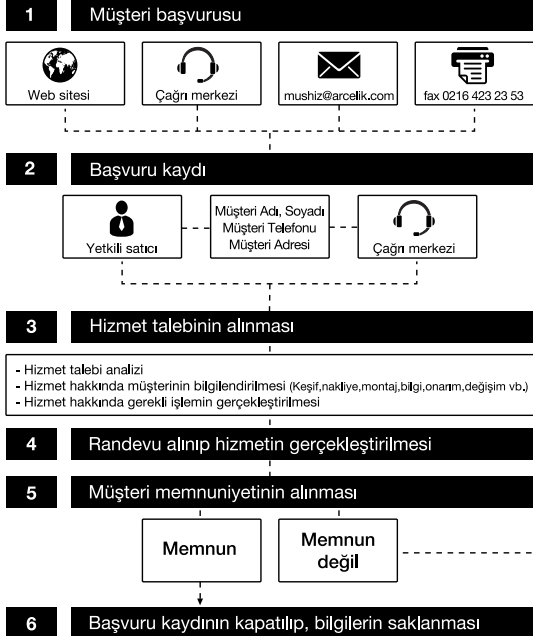 1 Müşteri başvurusu
Web sitesi
Çağrı merkezi
mushiz@arcelik.com
fax 0216 423 23 53
2 Başvuru kaydı
Yetkili satıcı
Müşteri Adı, Soyadı
Müşteri Telefonu
Müşteri Adresi
Çağrı merkezi
3 Hizmet talebinin alınması
- Hizmet talebi analizi
- Hizmet hakkında müşterinin bilgilendirilmesi (Keşif,nakliye,montaj,bilgi,onarım,değişim vb.)
- Hizmet hakkında gerekli işlemin gerçekleştirilmesi
4 Randevu alınıp hizmetin gerçekleştirilmesi
5 Müşteri memnuniyetinin alınması
Memnun
Memnun
değil
6 Başvuru kaydının kapatılıp, bilgilerin saklanması